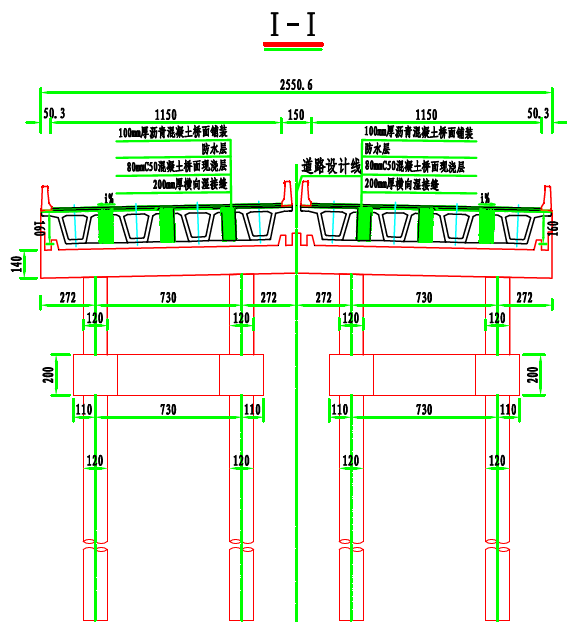 I-I
2550.6
50.3 1150 150 1150 50.3
100mm厚沥青混凝土桥面铺装 100mm厚沥青混凝土桥面铺装
防水层 防水层
80mmC50混凝土桥面现浇层 道路设计线 80mmC50混凝土桥面现浇层
200mm厚横向湿接缝 200mm厚横向湿接缝
1% 1%
160 160
140
272 730 272 272 730 272
120 120 120 120
200 200
110 730 110 110 730 110
120 120 120 120